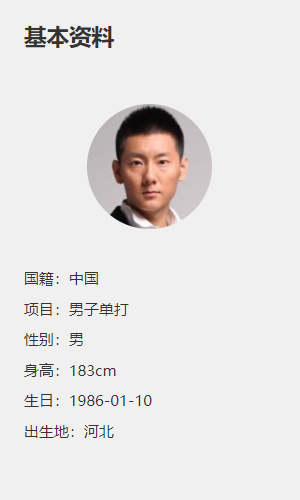 基本资料
国籍：中国
项目：男子单打
性别：男
身高：183cm
生日：1986-01-10
出生地：河北